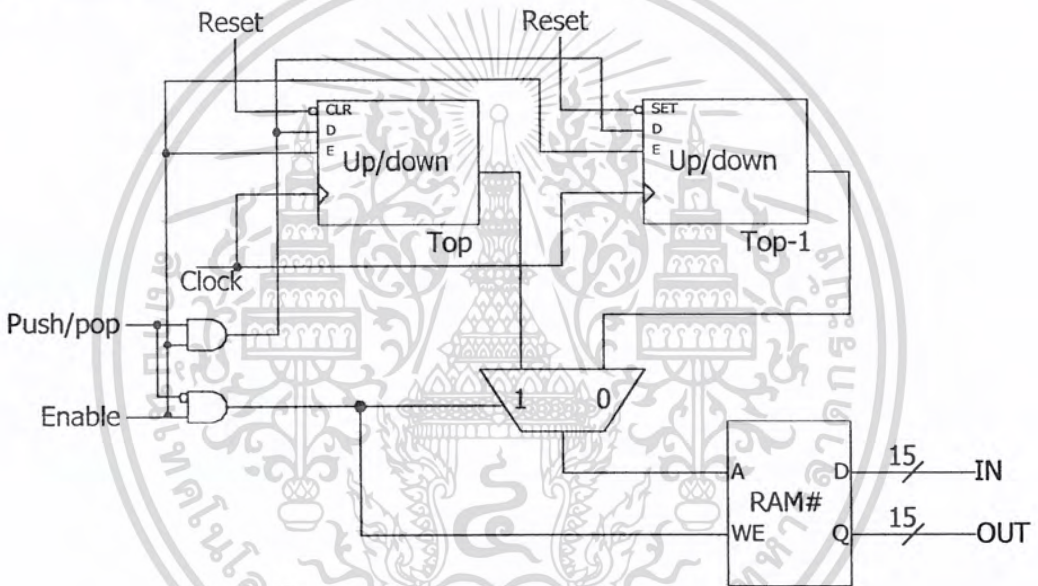 Reset
Reset
CLR
D
E
Up/down
Top
SET
D
E
Up/down
Top-1
Clock
Push/pop
Enable
1 0
A
RAM#
WE
D
Q
15
IN
15
OUT